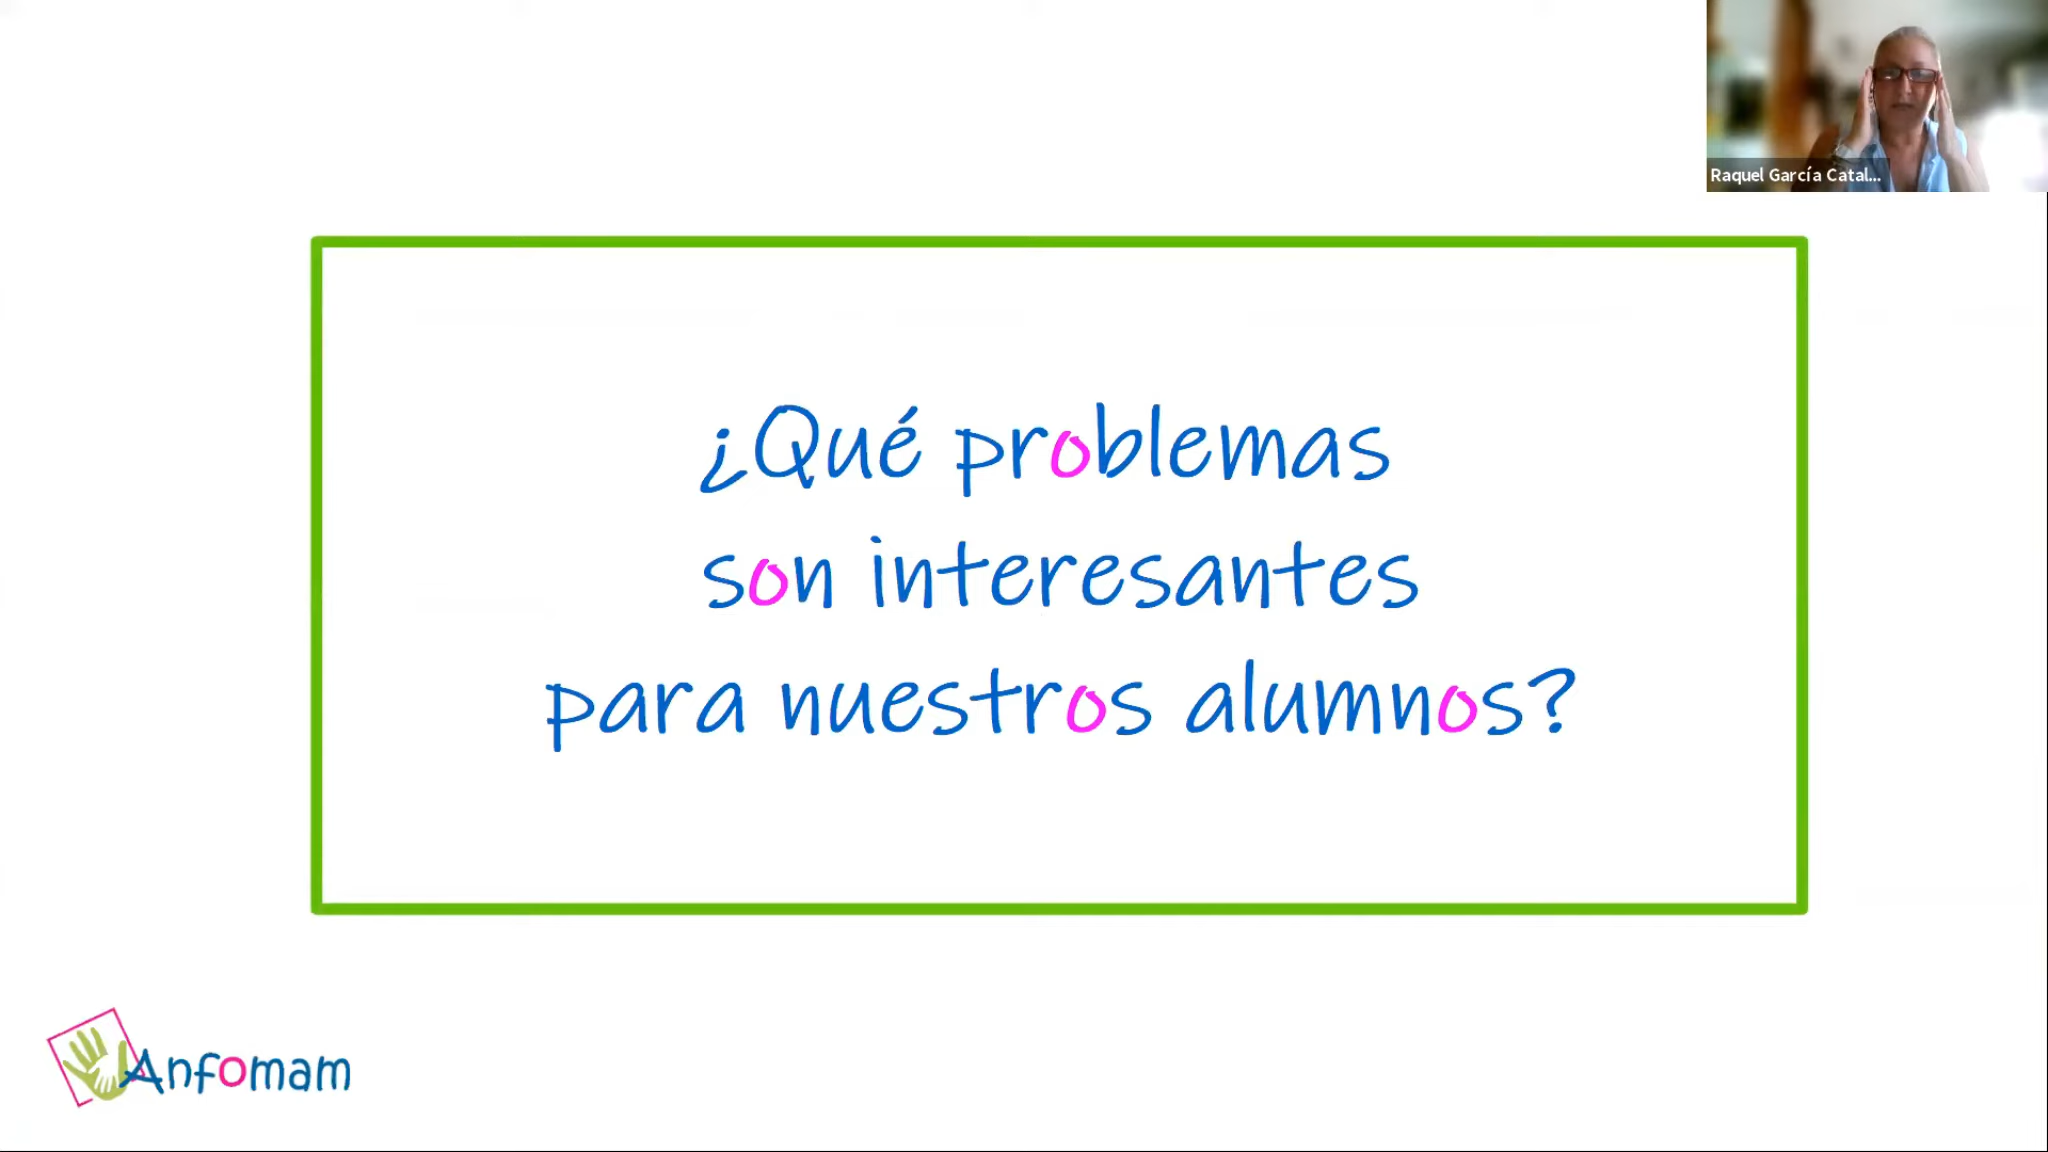 Raquel García Catal...
¿Qué problemas
son interesantes
para nuestros alumnos?
Anfomam